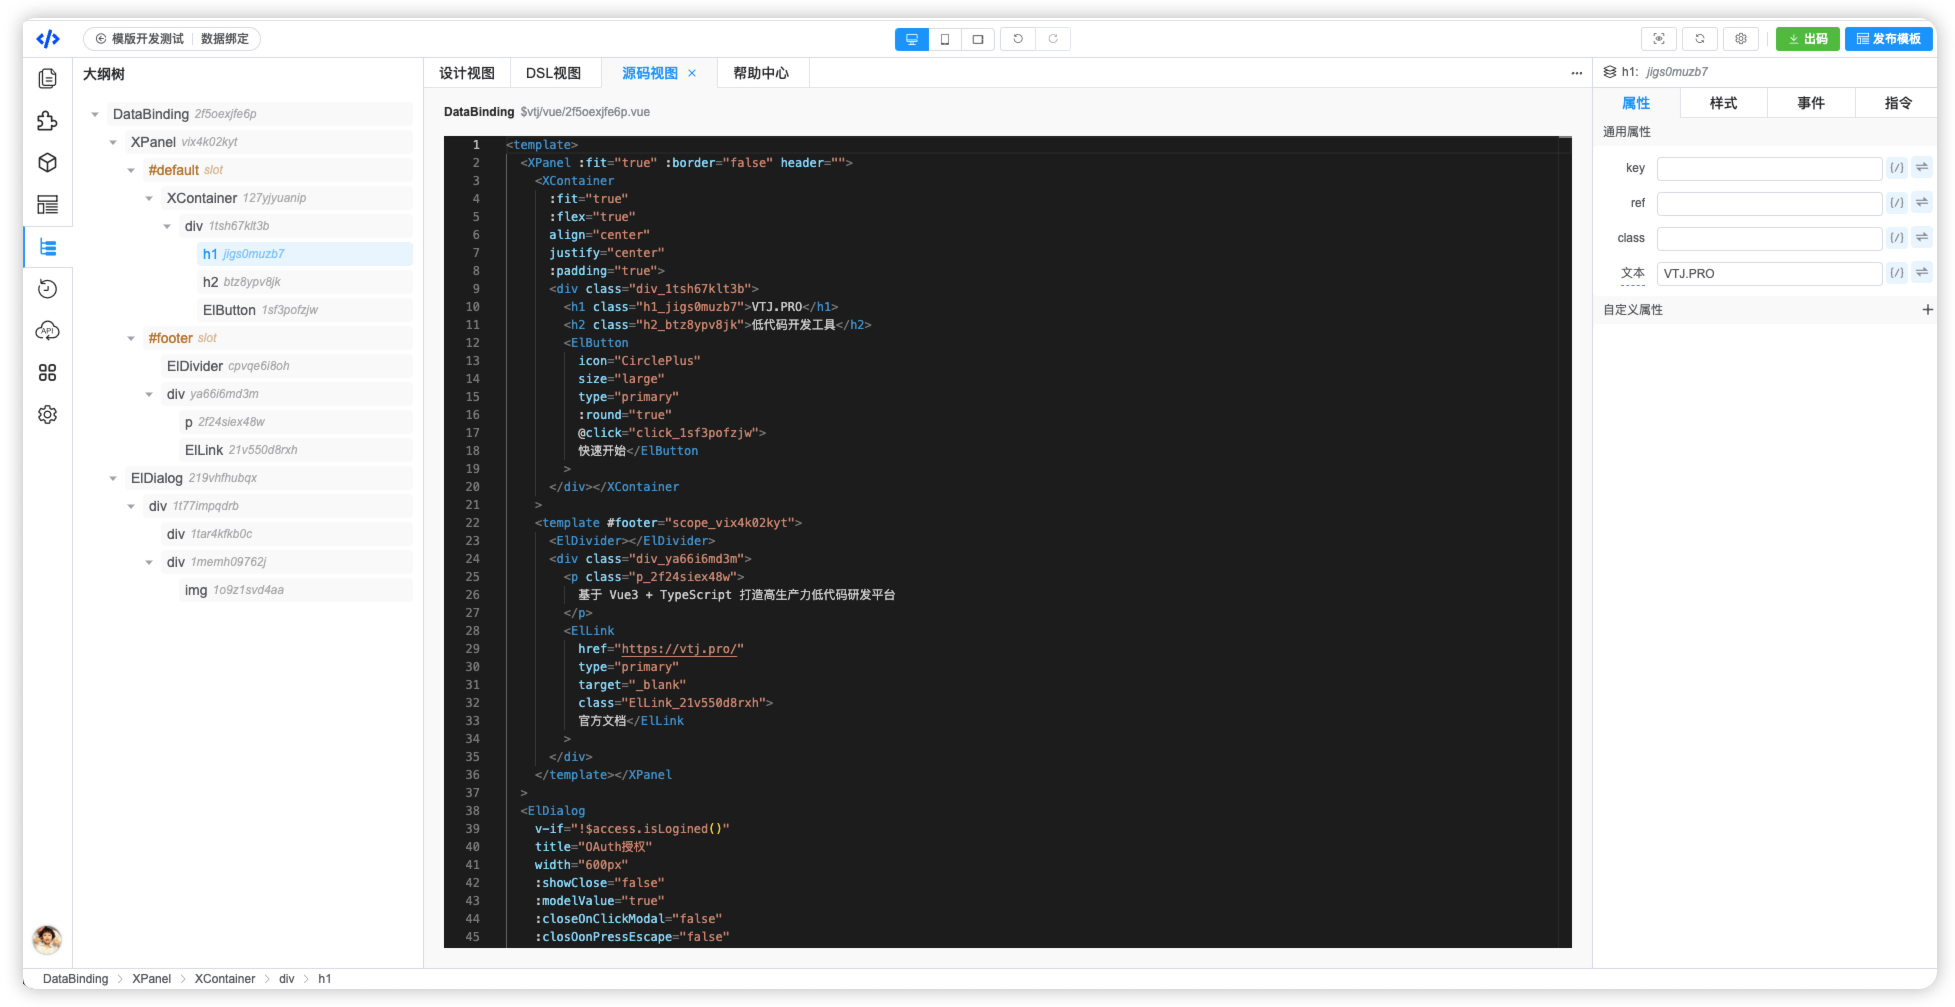 模版开发测试 数据绑定
出码
发布模板
大纲树
DataBinding 2f5oexjfe6p
XPanel vix4k02kyt
#default slot
XContainer 127yjyuanip
div 1tsh67klt3b
h1 jigs0muzb7
h2 btz8ypv8jk
ElButton 1sf3pofzjw
#footer slot
ElDivider cpvqe6i8oh
div ya66i6md3m
p 2f24siex48w
ElLink 21v550d8rxh
ElDialog 219vhfhubqx
div 1t77impqdrb
div 1tar4kfkb0c
div 1memh09762j
img 1o9z1svd4aa
API
设计视图 DSL视图 源码视图 × 帮助中心 ...
DataBinding $vtj/vue/2f5oexjfe6p.vue
1 <template>
2 <XPanel :fit="true" :border="false" header="">
3 <XContainer
4 :fit="true"
5 :flex="true"
6 align="center"
7 justify="center"
8 :padding="true">
9 <div class="div_1tsh67klt3b">
10 <h1 class="h1_jigs0muzb7">VTJ.PRO</h1>
11 <h2 class="h2_btz8ypv8jk">低代码开发工具</h2>
12 <ElButton
13 icon="CirclePlus"
14 size="large"
15 type="primary"
16 :round="true"
17 @click="click_1sf3pofzjw">
18 快速开始</ElButton
19 >
20 </div></XContainer
21 >
22 <template #footer="scope_vix4k02kyt">
23 <ElDivider></ElDivider>
24 <div class="div_ya66i6md3m">
25 <p class="p_2f24siex48w">
26 基于 Vue3 + TypeScript 打造高生产力低代码研发平台
27 </p>
28 <ElLink
29 href="https://vtj.pro/"
30 type="primary"
31 target="_blank"
32 class="ElLink_21v550d8rxh">
33 官方文档</ElLink
34 >
35 </div>
36 </template></XPanel
37 >
38 <ElDialog
39 v-if="!$access.isLogined()"
40 title="OAuth授权"
41 width="600px"
42 :showClose="false"
43 :modelValue="true"
44 :closeOnClickModal="false"
45 :closOonPressEscape="false"
h1: jigs0muzb7
属性 样式 事件 指令
通用属性
key {/}
ref {/}
class {/}
文本 VTJ.PRO {/}
自定义属性 +
DataBinding > XPanel > XContainer > div > h1